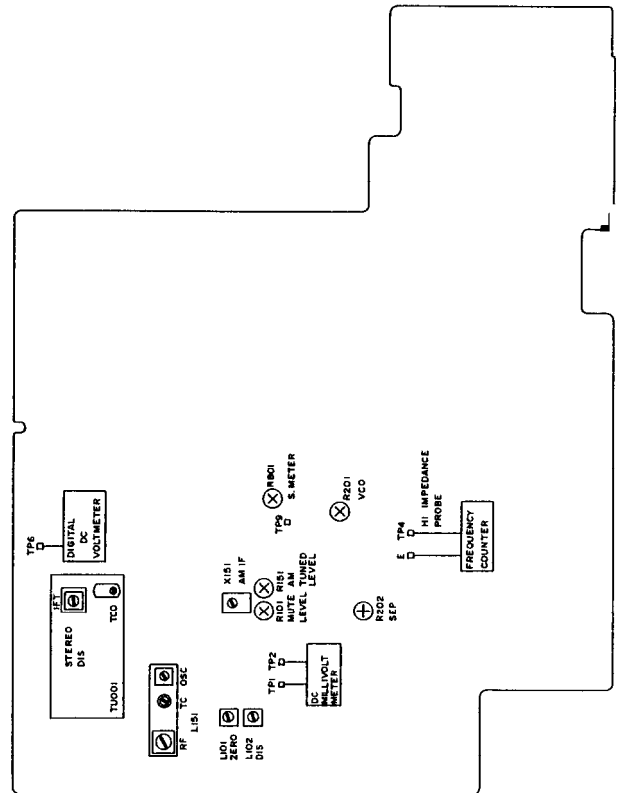 TP6
DIGITAL
DC
VOLTMETER
IFT
STEREO
DIS
TCO
TU001
OSC
TC
RF
L151
L101
ZERO
L102
DIS
TP1
TP2
DC
MILLIVOLT
METER
X151
AM IF
R101
MUTE
LEVEL
R151
AM
TUNED
LEVEL
R801
S. METER
TP9
R201
VCO
R202
SEP
E
TP4
HI IMPEDANCE
PROBE
FREQUENCY
COUNTER